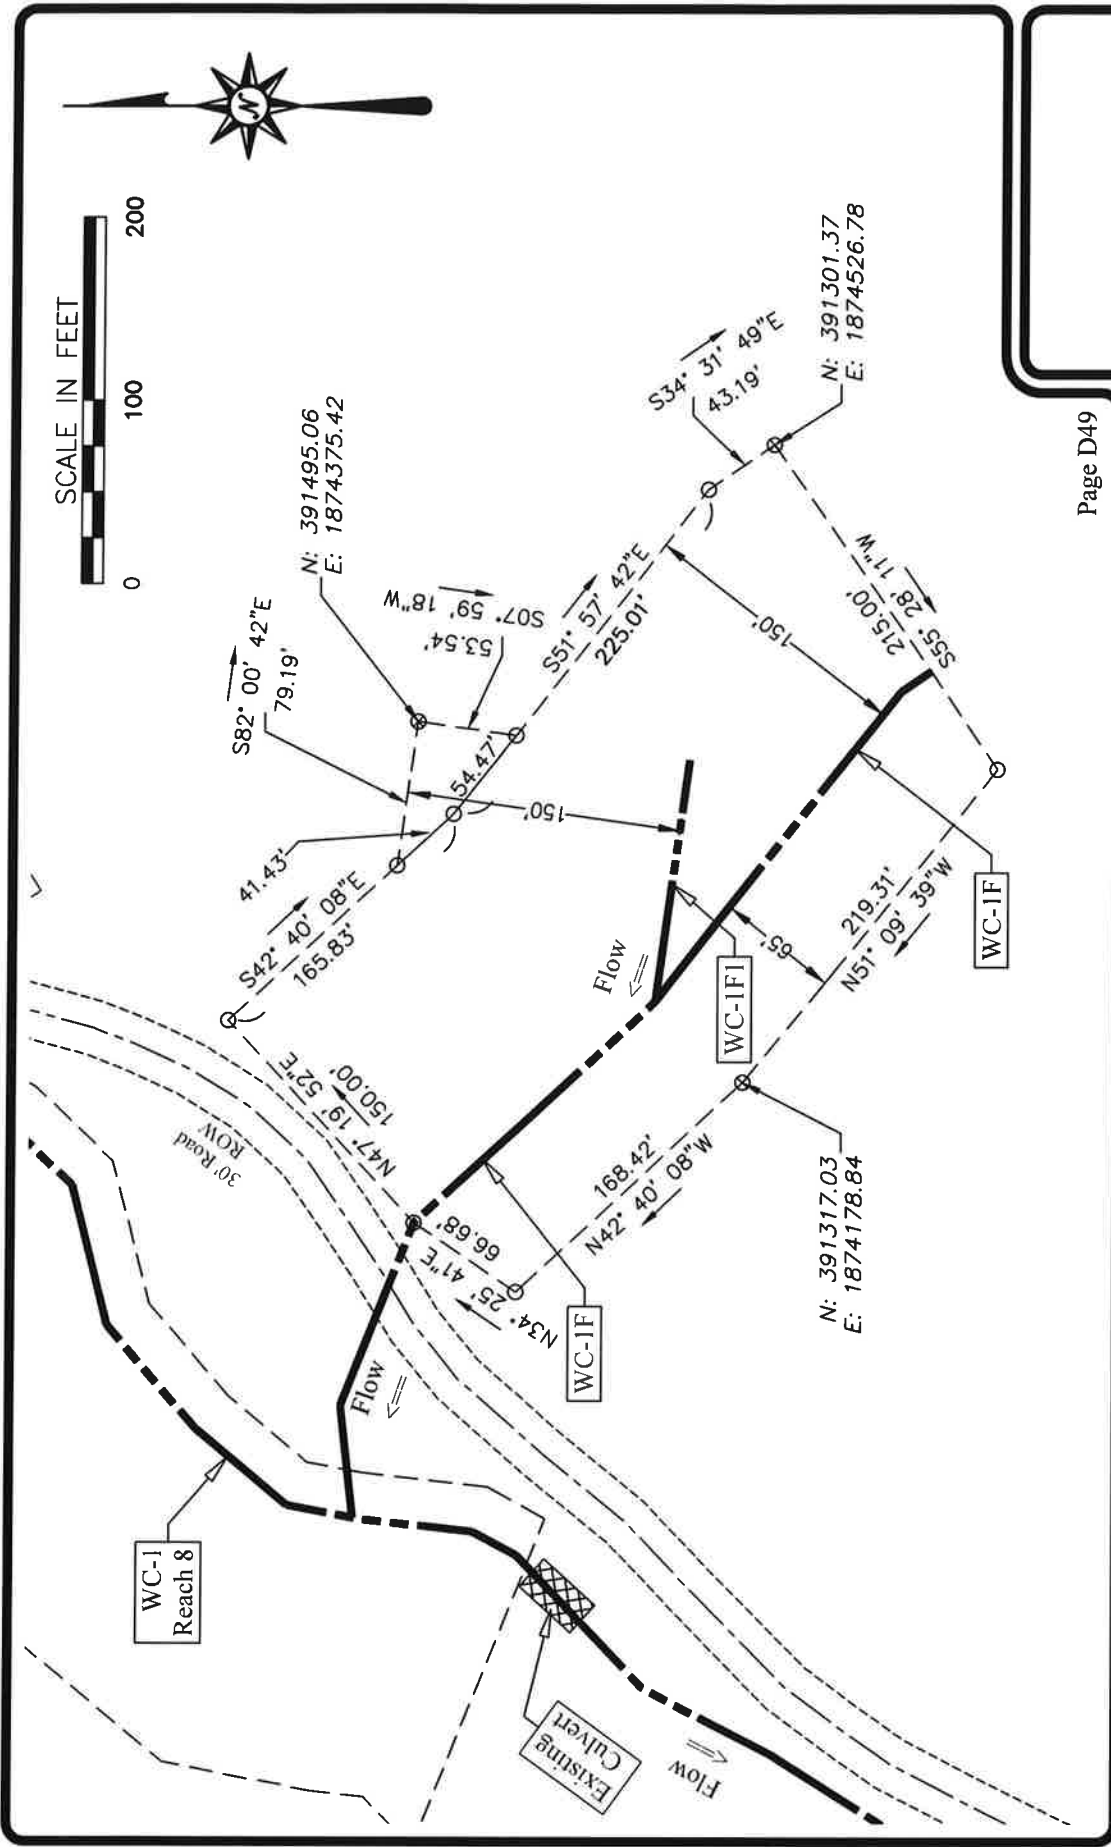 SCALE IN FEET
0
100
200
N
N: 391495.06
E: 1874375.42
S82° 00' 42"E
79.19'
S07° 59' 18"W
53.54'
54.47'
41.43'
S42° 40' 08"E
165.83'
S51° 57' 42"E
225.01'
S34° 31' 49"E
43.19'
N: 391301.37
E: 1874526.78
150'
150'
215.00'
S55° 28' 11"W
Flow
WC-1F1
65'
219.31'
N51° 09' 39"W
WC-1F
N47° 19' 52"E
150.00'
30' Road
ROW
66.68'
N34° 25' 41"E
168.42'
N42° 40' 08"W
WC-1F
N: 391317.03
E: 1874178.84
Flow
WC-1
Reach 8
Existing
Culvert
Flow
Page D49